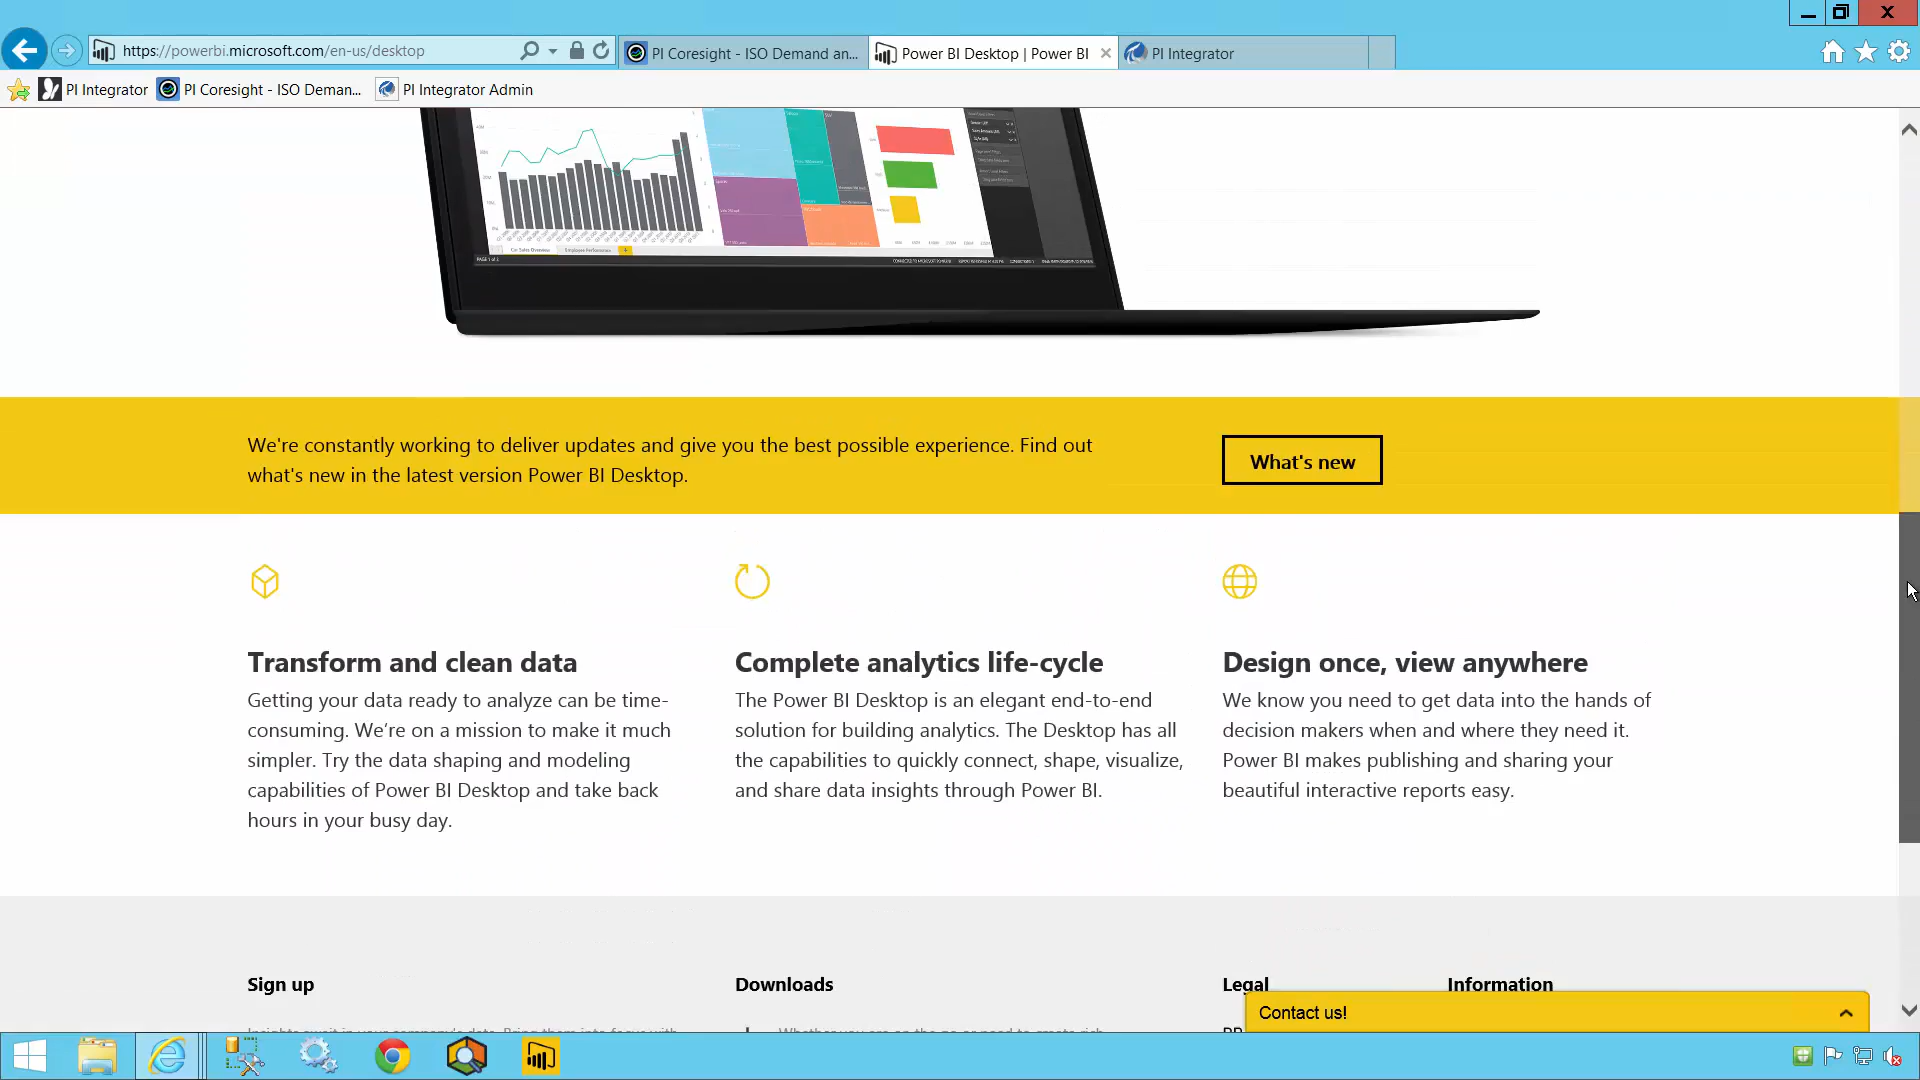 https://powerbi.microsoft.com/en-us/desktop
PI Coresight - ISO Demand an...
Power BI Desktop | Power BI
PI Integrator
PI Integrator
PI Coresight - ISO Deman...
PI Integrator Admin
Car Sales Overview
Employee Performance
PAGE 1 of 2
We're constantly working to deliver updates and give you the best possible experience. Find out
what's new in the latest version Power BI Desktop.
What's new
Transform and clean data
Getting your data ready to analyze can be time-
consuming. We're on a mission to make it much
simpler. Try the data shaping and modeling
capabilities of Power BI Desktop and take back
hours in your busy day.
Complete analytics life-cycle
The Power BI Desktop is an elegant end-to-end
solution for building analytics. The Desktop has all
the capabilities to quickly connect, shape, visualize,
and share data insights through Power BI.
Design once, view anywhere
We know you need to get data into the hands of
decision makers when and where they need it.
Power BI makes publishing and sharing your
beautiful interactive reports easy.
Sign up
Downloads
Legal
Information
Contact us!